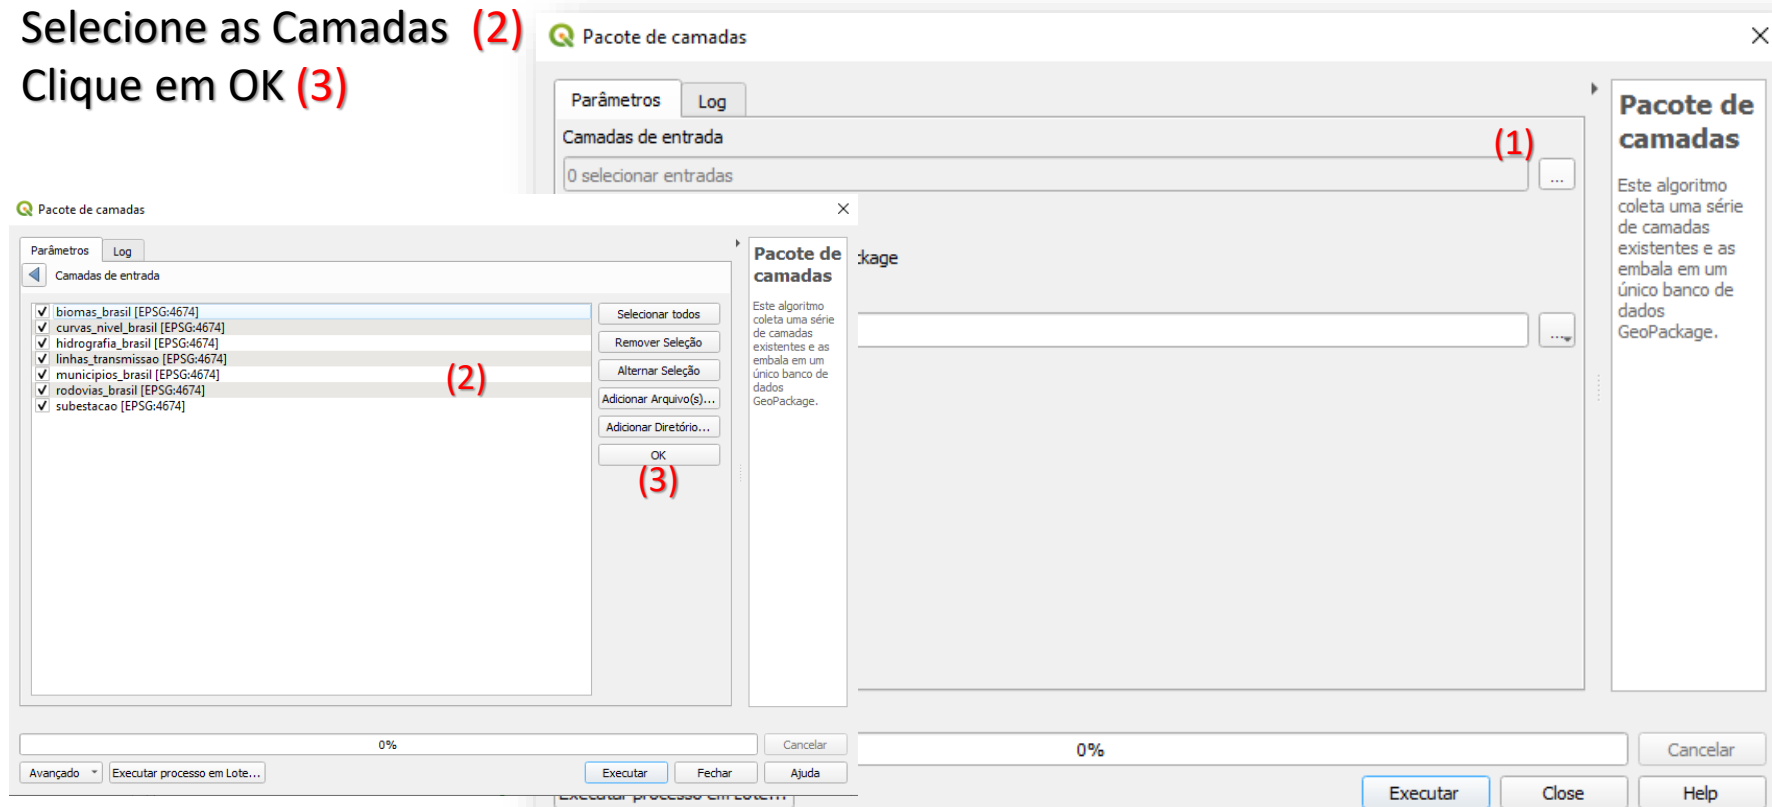 Selecione as Camadas (2)
Clique em OK (3)
Pacote de camadas
Parâmetros
Log
Camadas de entrada
(1)
0 selecionar entradas
...
Pacote de
camadas
Este algoritmo
coleta uma série
de camadas
existentes e as
embala em um
único banco de
dados
GeoPackage.
ckage
...
0%
Cancelar
Executar
Close
Help
Pacote de camadas
Parâmetros
Log
Camadas de entrada
biomas_brasil [EPSG:4674]
curvas_nivel_brasil [EPSG:4674]
hidrografia_brasil [EPSG:4674]
linhas_transmissao [EPSG:4674]
municipios_brasil [EPSG:4674]
rodovias_brasil [EPSG:4674]
subestacao [EPSG:4674]
(2)
Selecionar todos
Remover Seleção
Alternar Seleção
Adicionar Arquivo(s)...
Adicionar Diretório...
OK
(3)
Pacote de
camadas
Este algoritmo
coleta uma série
de camadas
existentes e as
embala em um
único banco de
dados
GeoPackage.
0%
Cancelar
Avançado
Executar processo em Lote...
Executar
Fechar
Ajuda